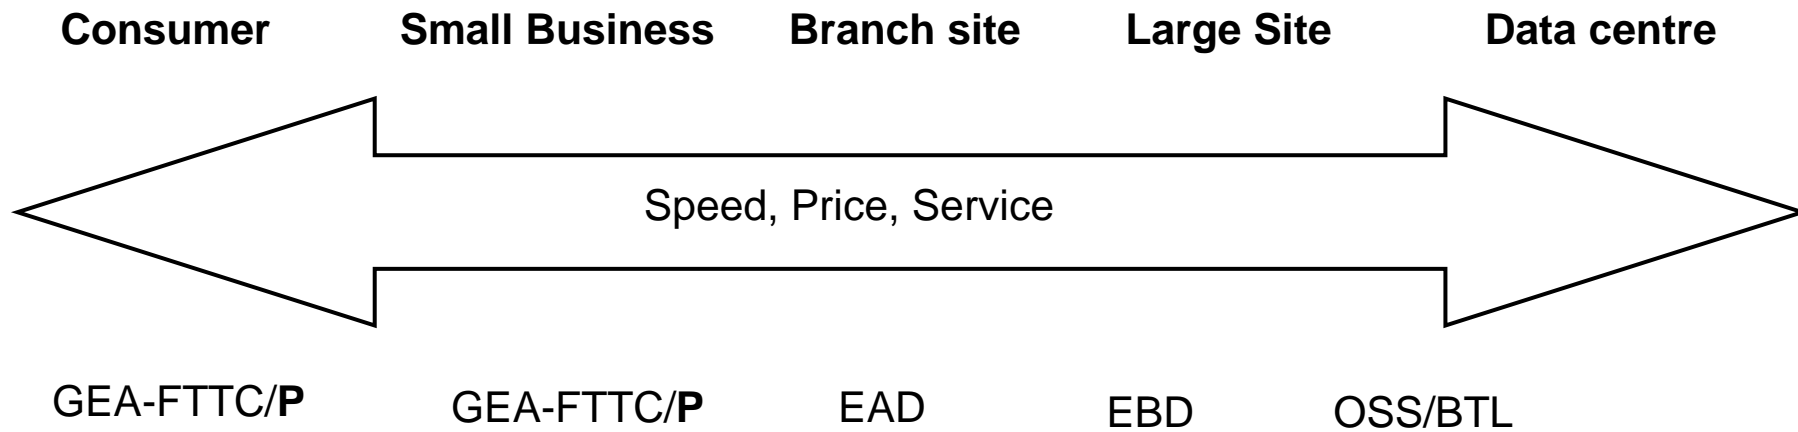 Consumer Small Business Branch site Large Site Data centre
Speed, Price, Service
GEA-FTTC/P GEA-FTTC/P EAD EBD OSS/BTL